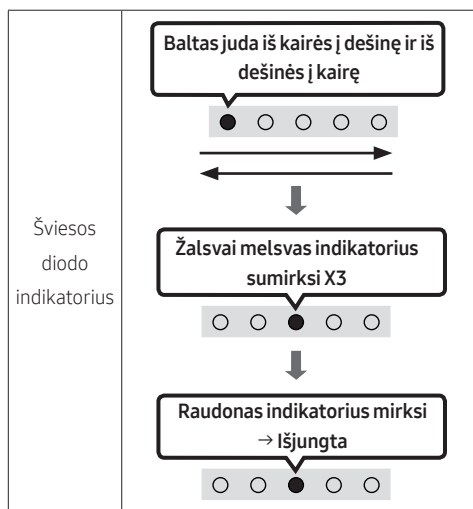 Šviesos
diodo
indikatorius
Baltas juda iš kairės į dešinę ir iš
dešinės į kairę
Žalsvai melsvas indikatorius
sumirksi X3
Raudonas indikatorius mirksi
→ Išjungta